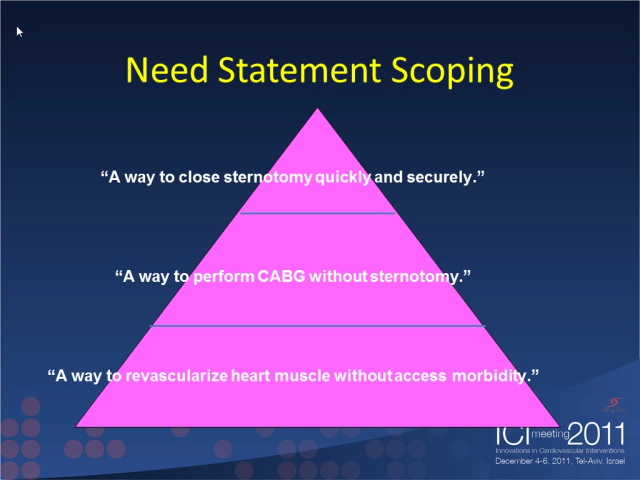 Need Statement Scoping
“A way to close sternotomy quickly and securely.”
“A way to perform CABG without sternotomy.”
“A way to revascularize heart muscle without access morbidity.”
ICI meeting 2011
Innovations in Cardiovascular Interventions
December 4-6, 2011, Tel-Aviv, Israel